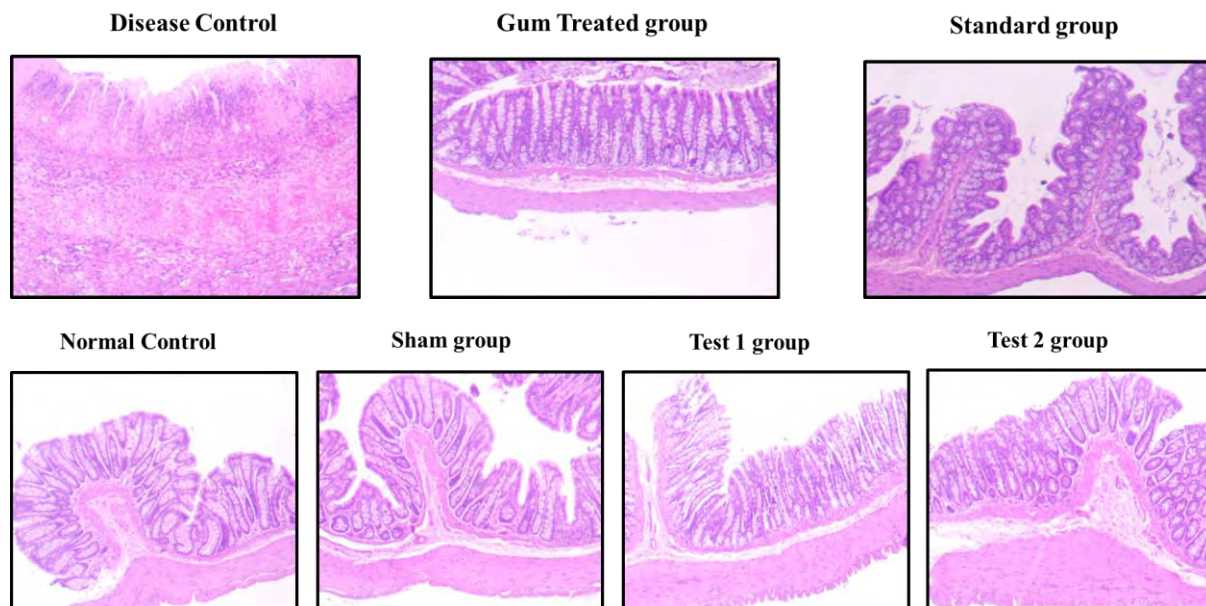 Disease Control
Gum Treated group
Standard group
Normal Control
Sham group
Test 1 group
Test 2 group